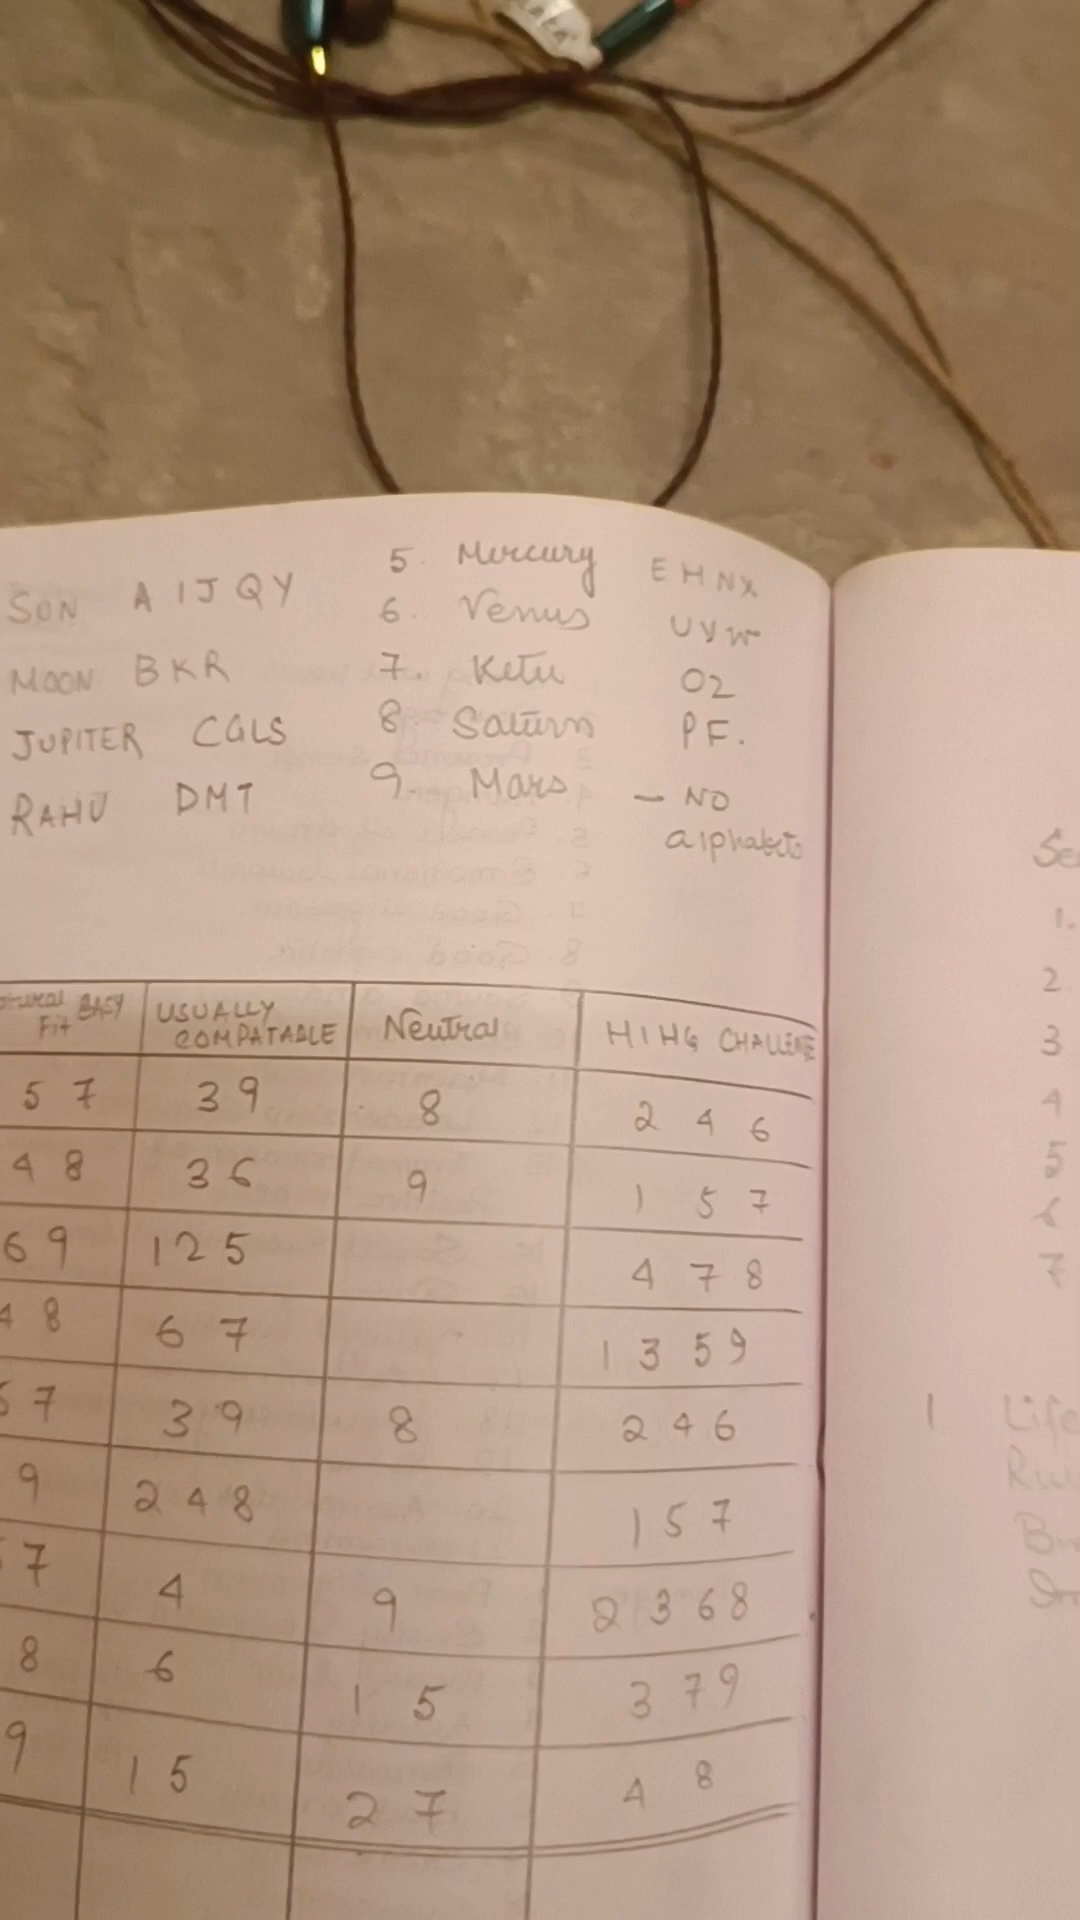 SON A I J Q Y 5. Mercury E H N X
MOON B K R 6. Venus U V W
JUPITER C G L S 7. Ketu O Z
RAHU D M T 8 Saturn P F.
9. Mars - NO
alphabets
Fit EASY USUALLY COMPATABLE Neutral HIHG CHALLENGE
5 7 3 9 8 2 4 6
4 8 3 6 9 1 5 7
6 9 1 2 5 4 7 8
4 8 6 7 1 3 5 9
5 7 3 9 8 2 4 6
9 2 4 8 1 5 7
7 4 9 2 3 6 8
8 6 1 5 3 7 9
9 1 5 2 7 4 8
1.
2
3
4
5
6
7
1 Life